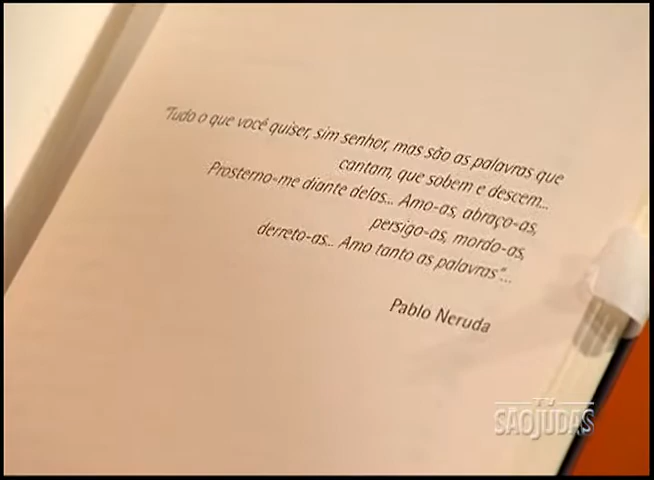 "Tudo o que você quiser, sim senhor, mas são as palavras que
cantam, que sobem e descem...
Prosterno-me diante delas... Amo-as, abraço-as,
persigo-as, mordo-as,
derreto-as... Amo tanto as palavras"...
Pablo Neruda
TV
SÃOJUDAS